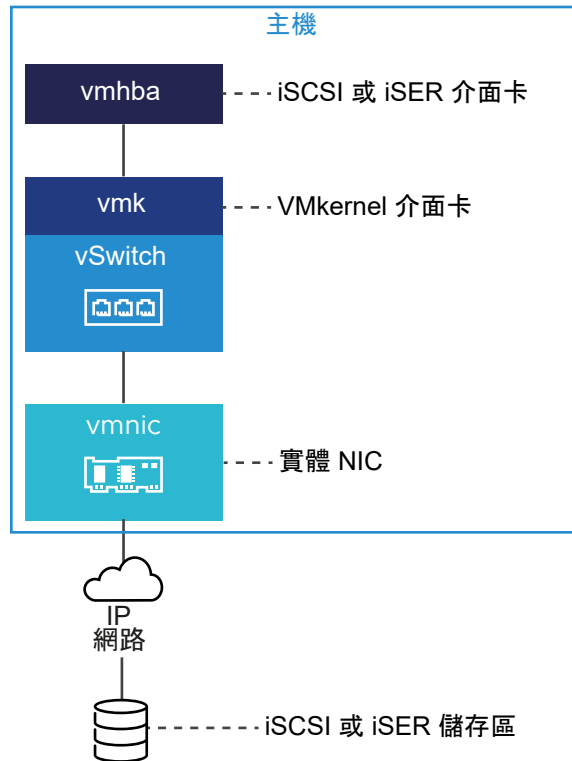 主機
vmhba
iSCSI 或 iSER 介面卡
vmk
VMkernel 介面卡
vSwitch
vmnic
實體 NIC
IP
網路
iSCSI 或 iSER 儲存區